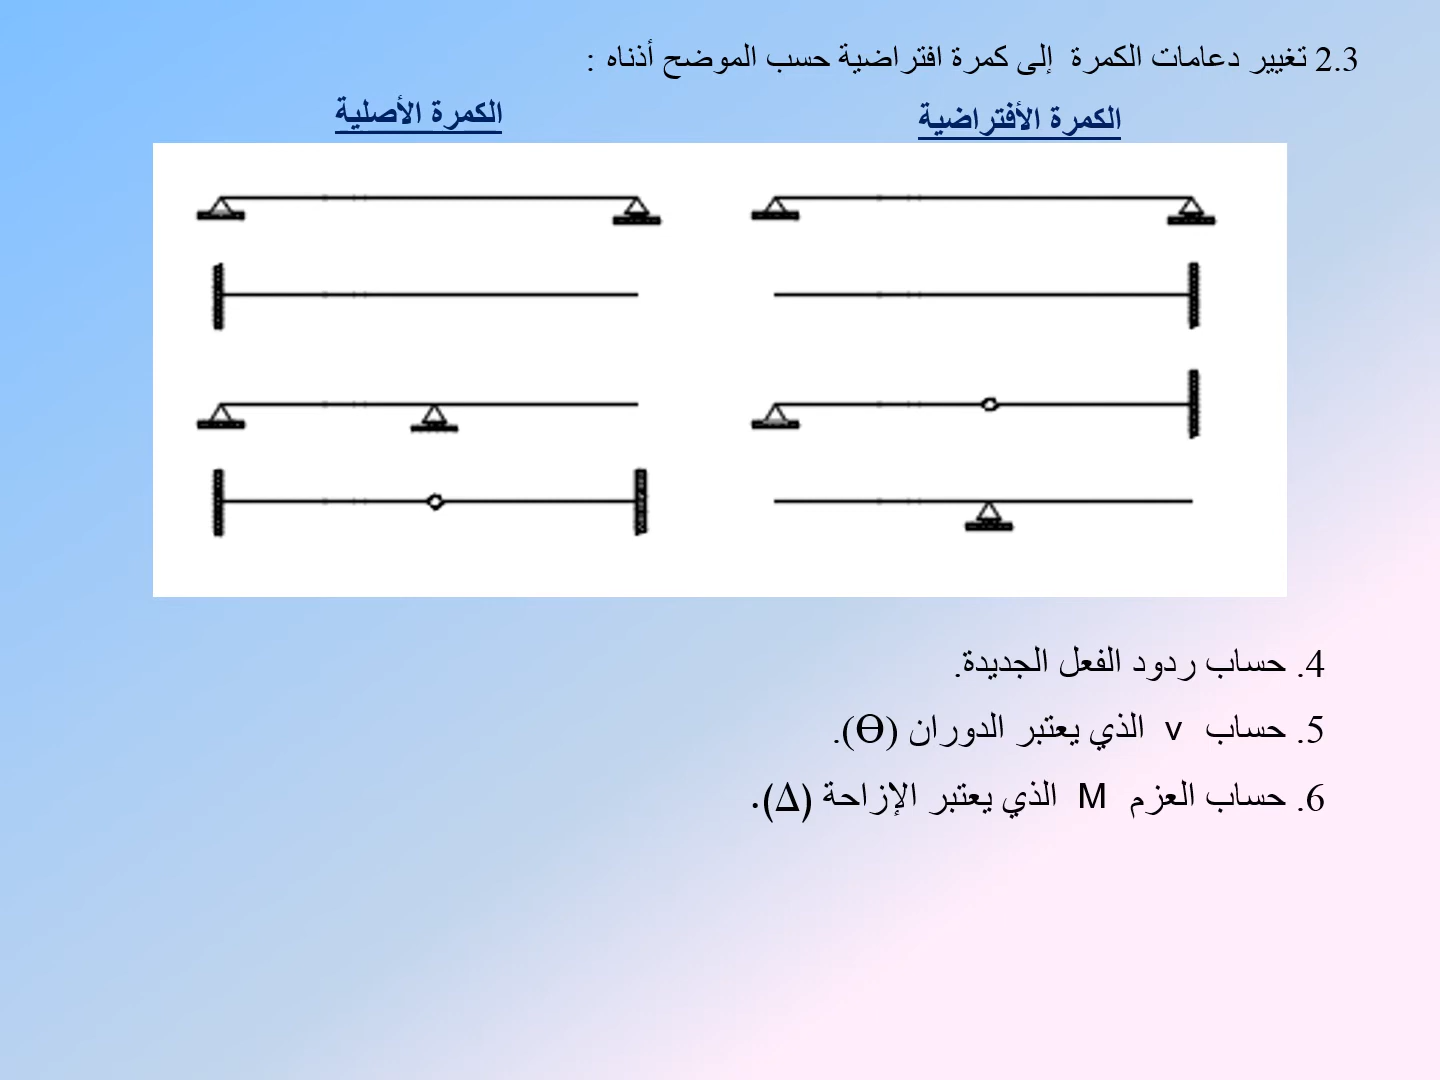 2.3 تغيير دعامات الكمرة إلى كمرة افتراضية حسب الموضح أذناه :
الكمرة الأفتراضية
الكمرة الأصلية
4. حساب ردود الفعل الجديدة.
5. حساب v الذي يعتبر الدوران (Ɵ).
6. حساب العزم M الذي يعتبر الإزاحة (Δ).